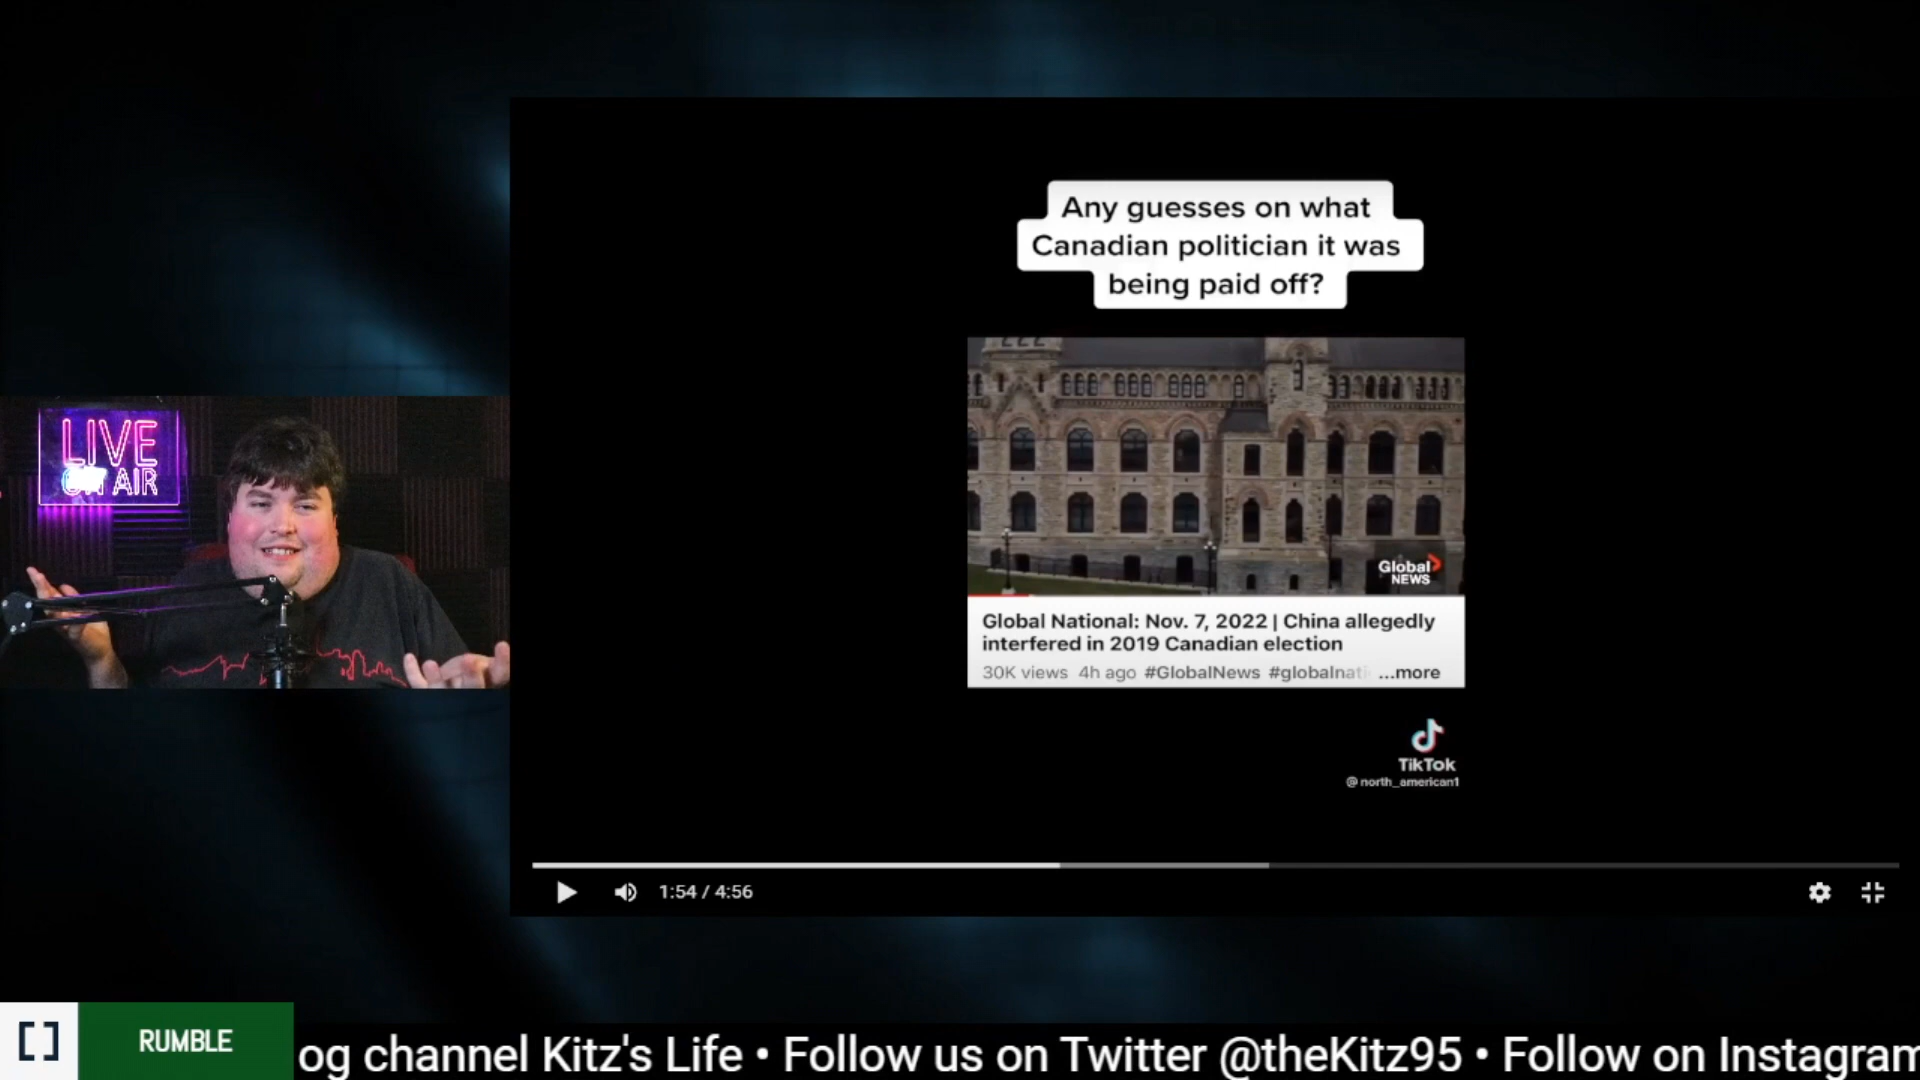 Any guesses on what
Canadian politician it was
being paid off?
LIVE
AIR
Global
NEWS
Global National: Nov. 7, 2022 | China allegedly
interfered in 2019 Canadian election
30K views 4h ago #GlobalNews #globalnati ...more
TikTok
@north_american1
1:54 / 4:56
RUMBLE
og channel Kitz's Life • Follow us on Twitter @theKitz95 • Follow on Instagram